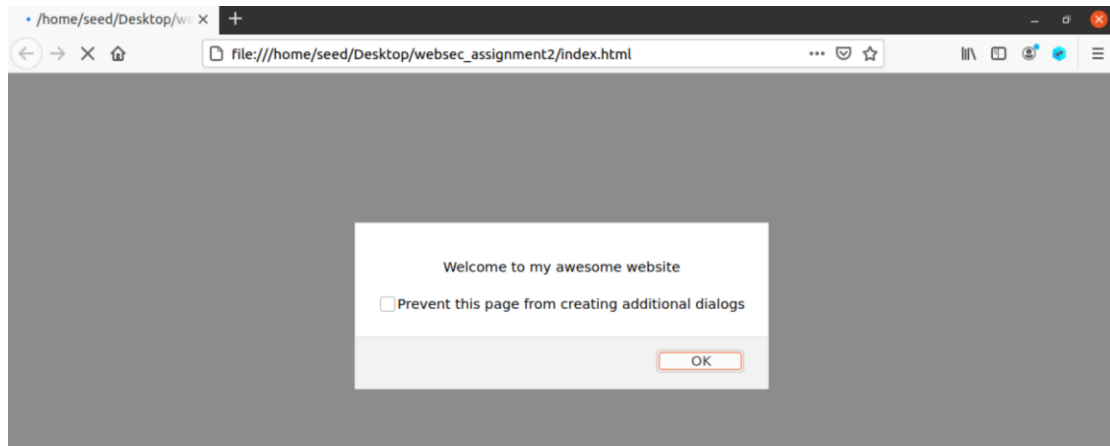 /home/seed/Desktop/we
file:///home/seed/Desktop/websec_assignment2/index.html
Welcome to my awesome website
Prevent this page from creating additional dialogs
OK